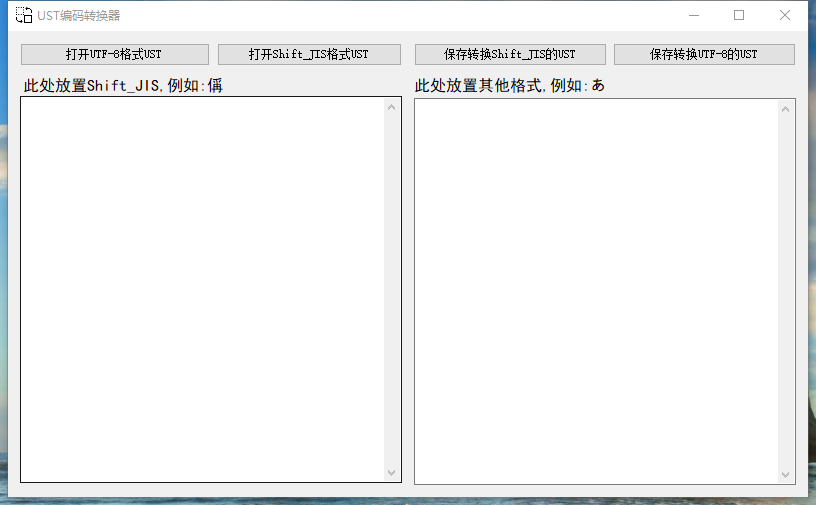 UST编码转换器
打开UTF-8格式UST
打开Shift_JIS格式UST
保存转换Shift_JIS的UST
保存转换UTF-8的UST
此处放置Shift_JIS,例如:偊
此处放置其他格式,例如:あ